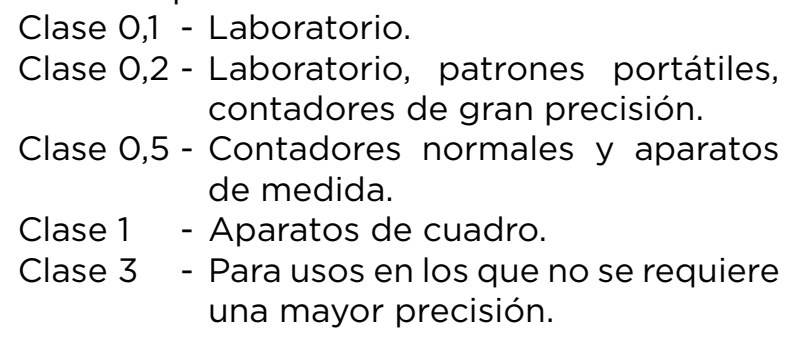 Clase 0,1 - Laboratorio.
Clase 0,2 - Laboratorio, patrones portátiles,
contadores de gran precisión.
Clase 0,5 - Contadores normales y aparatos
de medida.
Clase 1 - Aparatos de cuadro.
Clase 3 - Para usos en los que no se requiere
una mayor precisión.